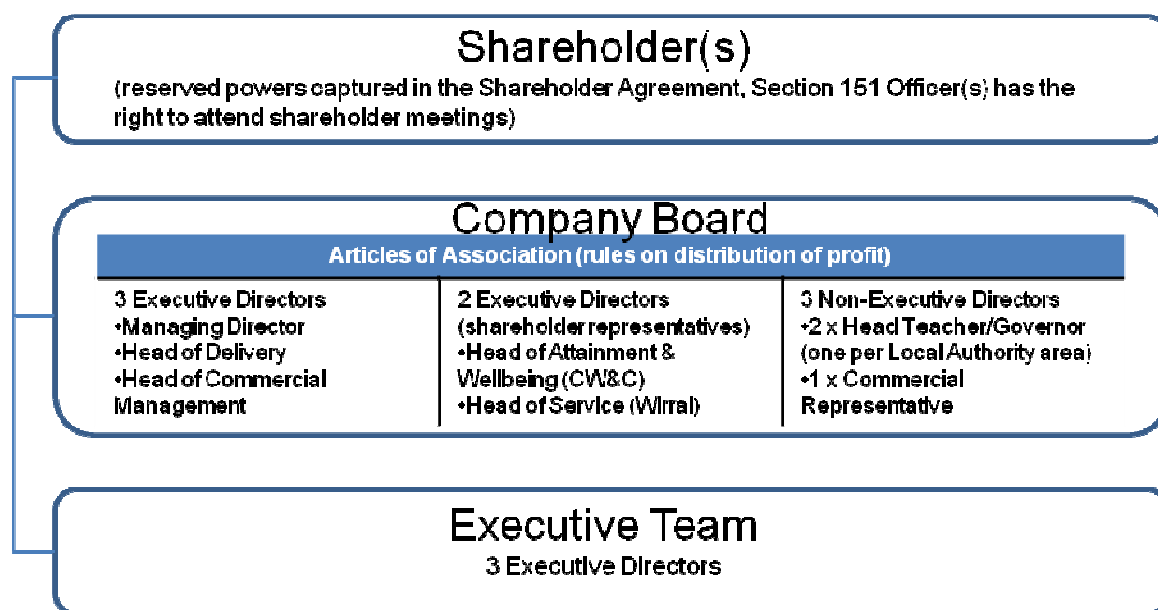 Shareholder(s)
(reserved powers captured in the Shareholder Agreement, Section 151 Officer(s) has the
right to attend shareholder meetings)
Company Board
Articles of Association (rules on distribution of profit)
3 Executive Directors
•Managing Director
•Head of Delivery
•Head of Commercial
Management
2 Executive Directors
(shareholder representatives)
•Head of Attainment &
Wellbeing (CW&C)
•Head of Service (Wirral)
3 Non-Executive Directors
•2 x Head Teacher/Governor
(one per Local Authority area)
•1 x Commercial
Representative
Executive Team
3 Executive Directors